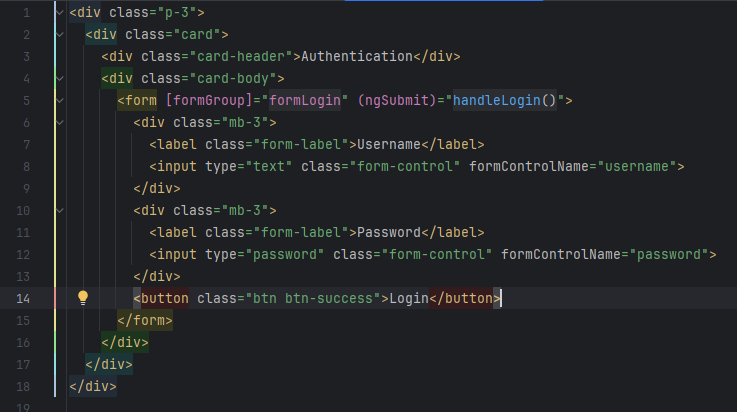 1 <div class="p-3">
2 <div class="card">
3 <div class="card-header">Authentication</div>
4 <div class="card-body">
5 <form [formGroup]="formLogin" (ngSubmit)="handleLogin()">
6 <div class="mb-3">
7 <label class="form-label">Username</label>
8 <input type="text" class="form-control" formControlName="username">
9 </div>
10 <div class="mb-3">
11 <label class="form-label">Password</label>
12 <input type="password" class="form-control" formControlName="password">
13 </div>
14 <button class="btn btn-success">Login</button>
15 </form>
16 </div>
17 </div>
18 </div>
19